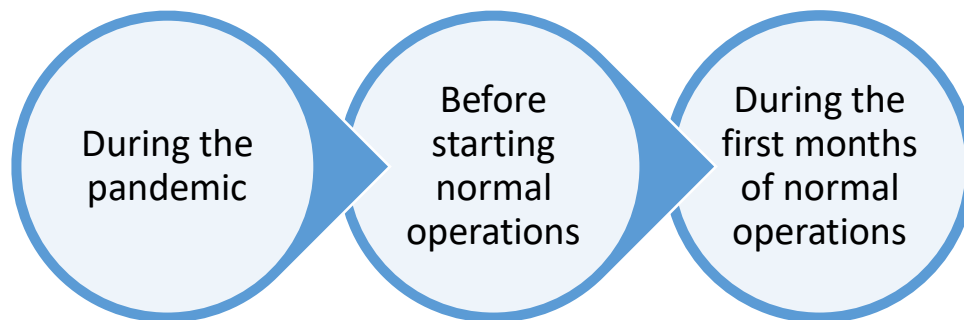 During the
pandemic
Before
starting
normal
operations
During the
first months
of normal
operations